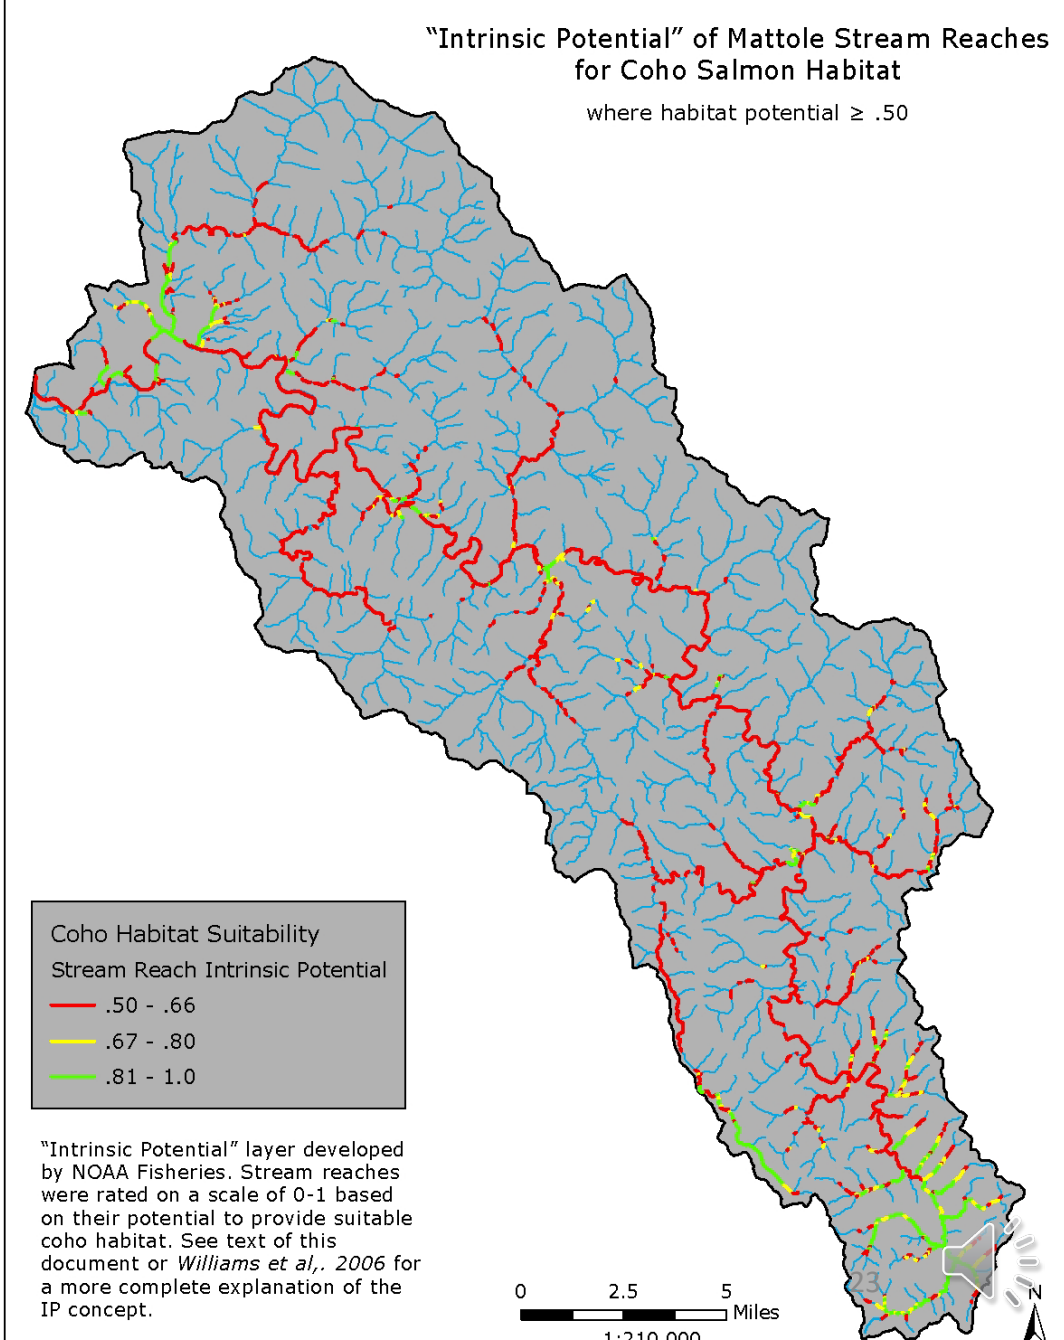 “Intrinsic Potential” of Mattole Stream Reaches
for Coho Salmon Habitat
where habitat potential ≥ .50
Coho Habitat Suitability
Stream Reach Intrinsic Potential
.50 - .66
.67 - .80
.81 - 1.0
“Intrinsic Potential” layer developed
by NOAA Fisheries. Stream reaches
were rated on a scale of 0-1 based
on their potential to provide suitable
coho habitat. See text of this
document or Williams et al,. 2006 for
a more complete explanation of the
IP concept.
23
0 2.5 5
Miles
N
1:210,000